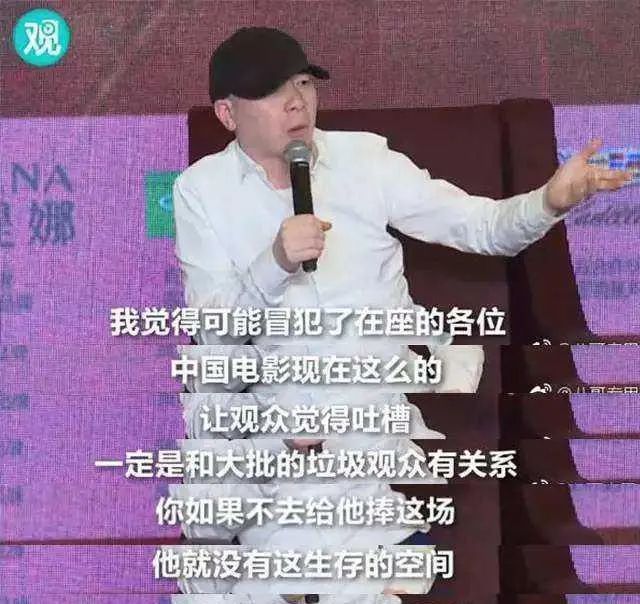 观
NA
娜
我觉得可能冒犯了在座的各位
中国电影现在这么的
让观众觉得吐槽
一定是和大批的垃圾观众有关系
你如果不去给他捧这场
他就没有这生存的空间